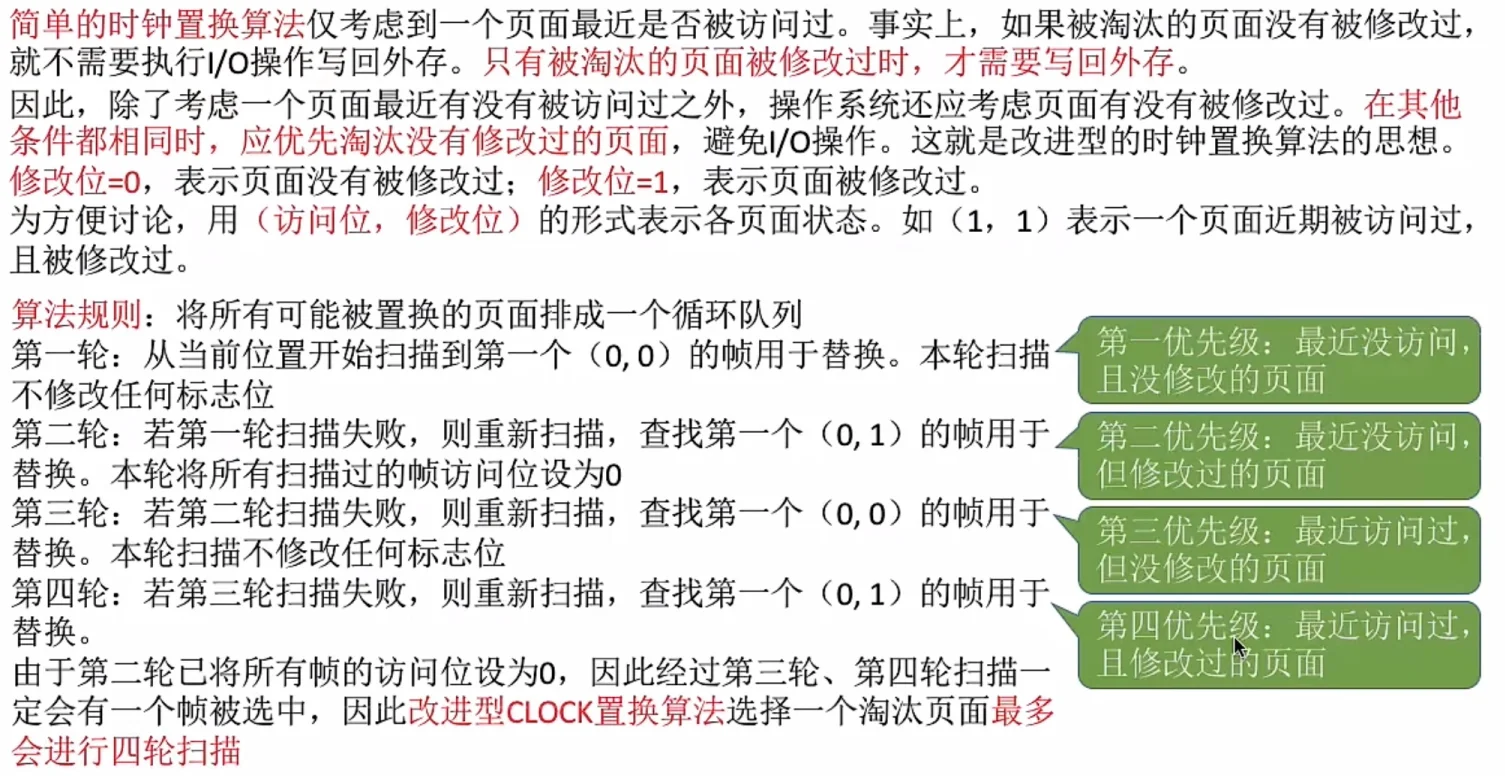 简单的时钟置换算法仅考虑到一个页面最近是否被访问过。事实上，如果被淘汰的页面没有被修改过，
就不需要执行I/O操作写回外存。只有被淘汰的页面被修改过时，才需要写回外存。
因此，除了考虑一个页面最近有没有被访问过之外，操作系统还应考虑页面有没有被修改过。在其他
条件都相同时，应优先淘汰没有修改过的页面，避免I/O操作。这就是改进型的时钟置换算法的思想。
修改位=0，表示页面没有被修改过；修改位=1，表示页面被修改过。
为方便讨论，用（访问位，修改位）的形式表示各页面状态。如（1，1）表示一个页面近期被访问过，
且被修改过。
算法规则：将所有可能被置换的页面排成一个循环队列
第一轮：从当前位置开始扫描到第一个（0, 0）的帧用于替换。本轮扫描
不修改任何标志位
第二轮：若第一轮扫描失败，则重新扫描，查找第一个（0, 1）的帧用于
替换。本轮将所有扫描过的帧访问位设为0
第三轮：若第二轮扫描失败，则重新扫描，查找第一个（0, 0）的帧用于
替换。本轮扫描不修改任何标志位
第四轮：若第三轮扫描失败，则重新扫描，查找第一个（0, 1）的帧用于
替换。
由于第二轮已将所有帧的访问位设为0，因此经过第三轮、第四轮扫描一
定会有一个帧被选中，因此改进型CLOCK置换算法选择一个淘汰页面最多
会进行四轮扫描
第一优先级：最近没访问，
且没修改的页面
第二优先级：最近没访问，
但修改过的页面
第三优先级：最近访问过，
但没修改的页面
第四优先级：最近访问过，
且修改过的页面